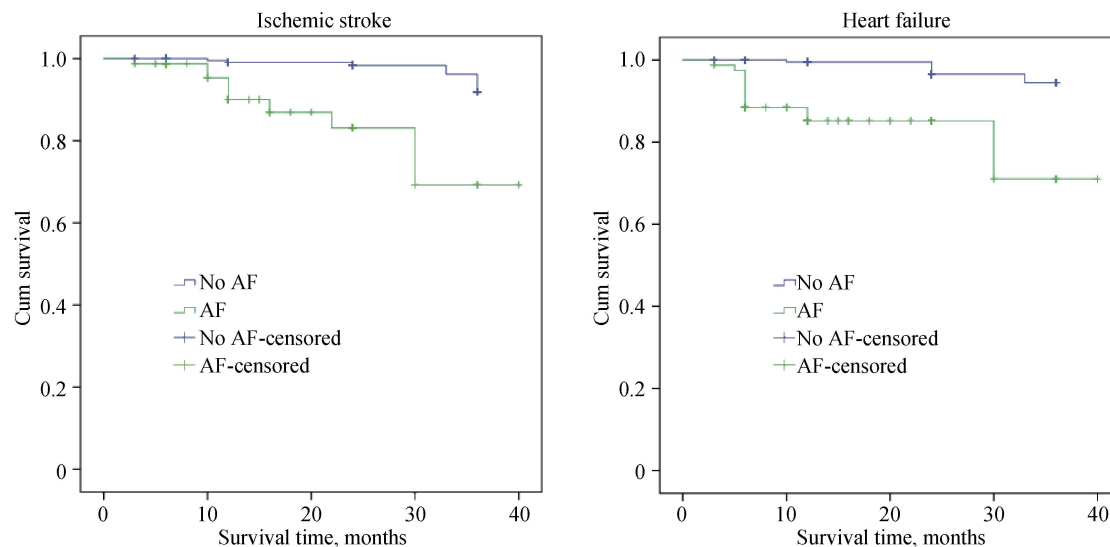 Ischemic stroke
1.0
0.8
0.6
0.4
0.2
0
Cum survival
No AF
AF
No AF-censored
AF-censored
0 10 20 30 40
Survival time, months
Heart failure
1.0
0.8
0.6
0.4
0.2
0
Cum survival
No AF
AF
No AF-censored
AF-censored
0 10 20 30 40
Survival time, months